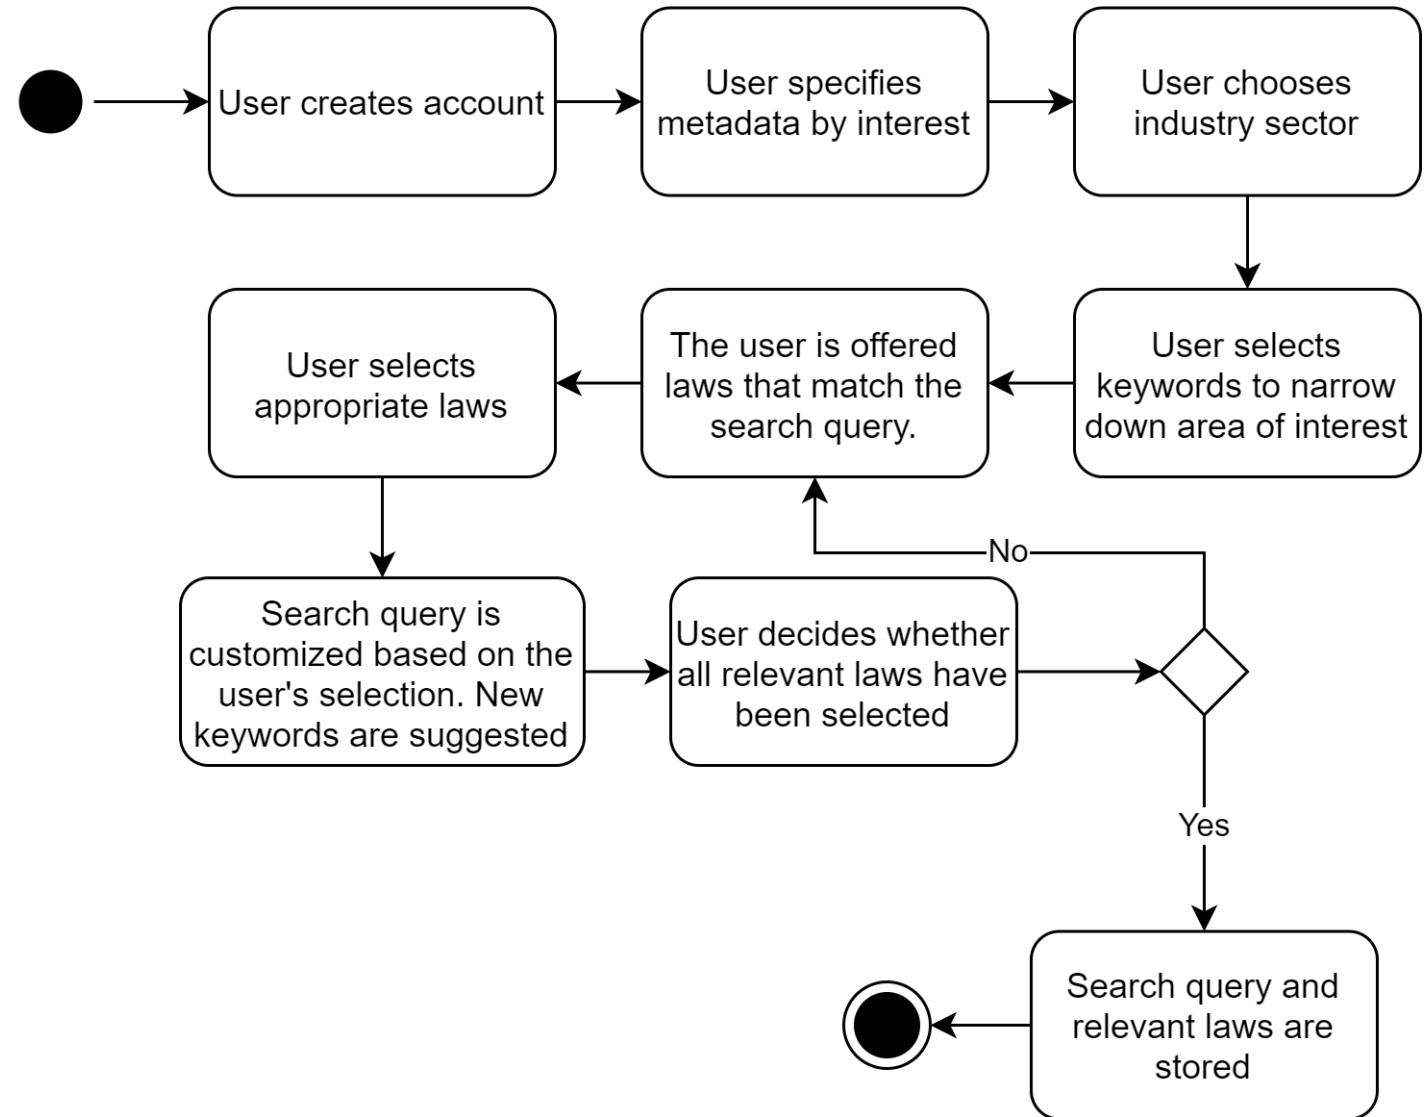 User creates account
User specifies
metadata by interest
User chooses
industry sector
User selects
keywords to narrow
down area of interest
The user is offered
laws that match the
search query.
User selects
appropriate laws
Search query is
customized based on the
user's selection. New
keywords are suggested
User decides whether
all relevant laws have
been selected
No
Yes
Search query and
relevant laws are
stored